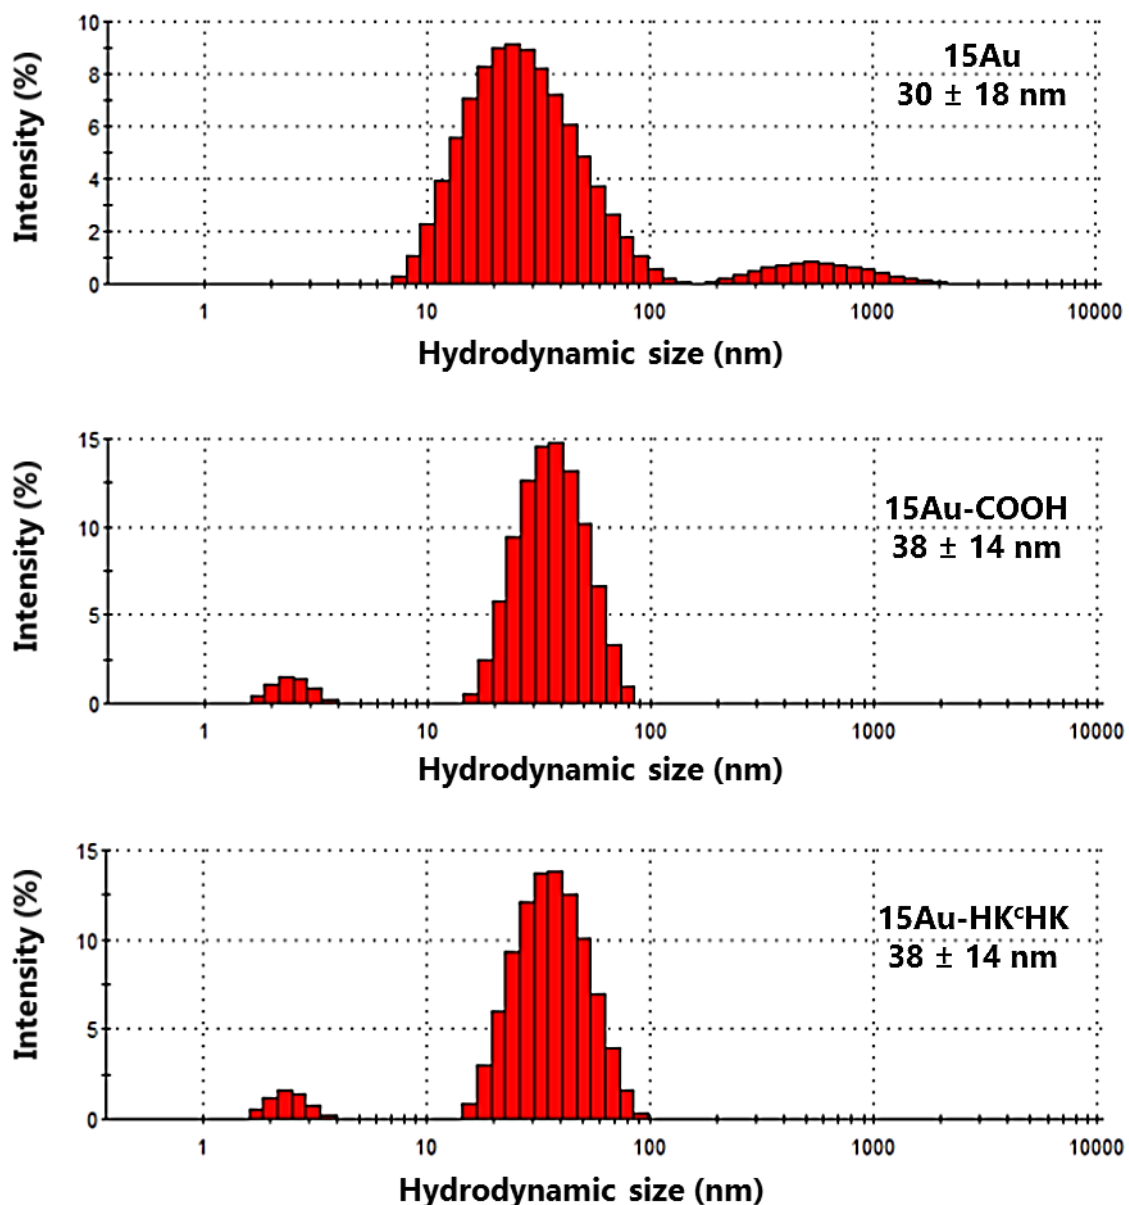 15Au
30 ± 18 nm
Intensity (%)
10
8
6
4
2
0
1 10 100 1000 10000
Hydrodynamic size (nm)
15Au-COOH
38 ± 14 nm
Intensity (%)
15
10
5
0
1 10 100 1000 10000
Hydrodynamic size (nm)
15Au-HKᶜHK
38 ± 14 nm
Intensity (%)
15
10
5
0
1 10 100 1000 10000
Hydrodynamic size (nm)